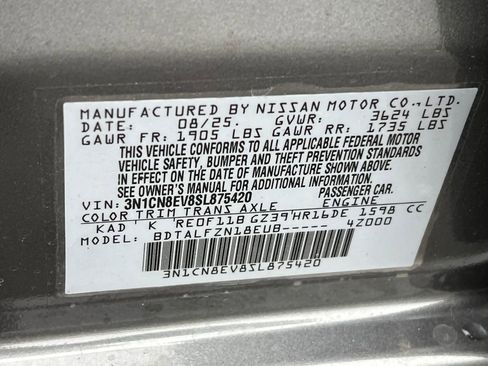 MANUFACTURED BY NISSAN MOTOR CO., LTD.
DATE: 08/25. GVWR: 3624 LBS
GAWR FR: 1905 LBS GAWR RR: 1735 LBS
THIS VEHICLE CONFORMS TO ALL APPLICABLE FEDERAL MOTOR
VEHICLE SAFETY, BUMPER AND THEFT PREVENTION STANDARDS
IN EFFECT ON THE DATE OF MANUFACTURE SHOWN ABOVE.
SEE OWNER'S MANUAL AND SERVICE MANUAL.
VIN: 3N1CN8EV8SL875420 PASSENGER CAR.
COLOR TRIM TRANS AXLE ENGINE
KAD K RE0F11B GZ39 HR16DE 1598 CC
MODEL: BDTALFZN18EUB----- 4Z000
3N1CN8EV8SL875420